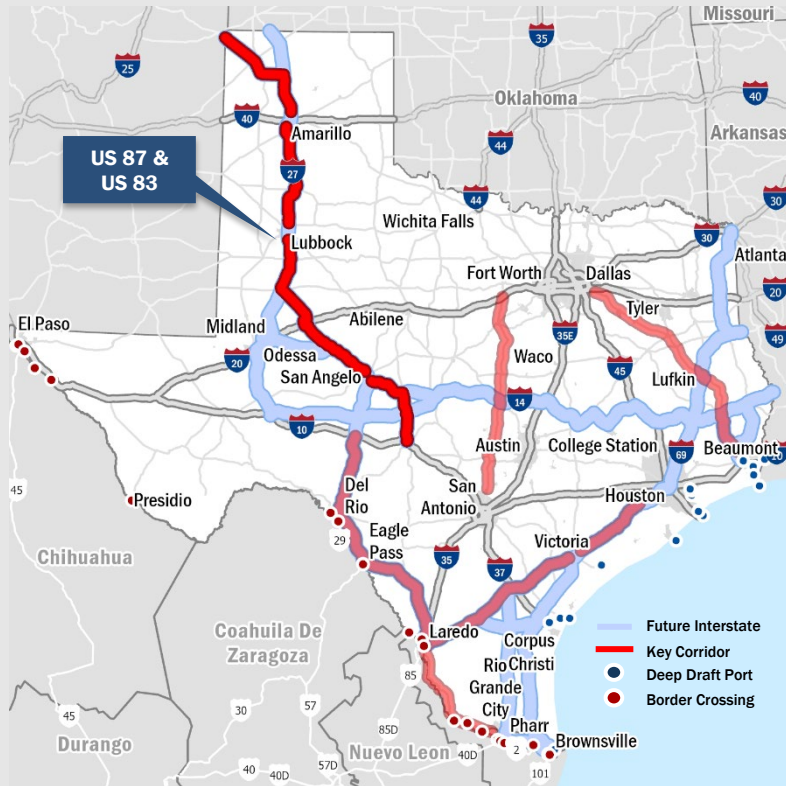 Missouri
35
25
Oklahoma
40
40
Arkansas
Amarillo
44
US 87 &
US 83
27
44
30
Wichita Falls
Lubbock
30
Atlanta
Fort Worth
Dallas
20
Tyler
El Paso
Midland
Abilene
35E
49
Waco
Odessa
20
45
San Angelo
Lufkin
14
10
Austin
College Station
69
Beaumont
10
45
Presidio
Del
Rio
San
Antonio
Houston
29
Eagle
Pass
Victoria
Chihuahua
35
37
Coahuila De
Zaragoza
Laredo
Corpus
Christi
Future Interstate
Key Corridor
Deep Draft Port
Border Crossing
85
Rio
Grande
City
57
30
45
Pharr
85D
Durango
Nuevo Leon
2
Brownsville
40D
57D
40
40D
101